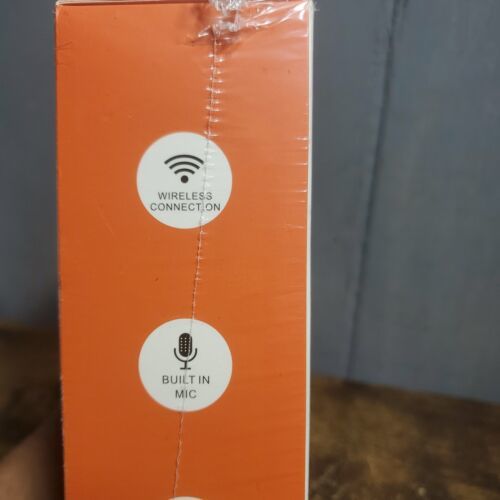 WIRELESS
CONNECTION
BUILT IN
MIC